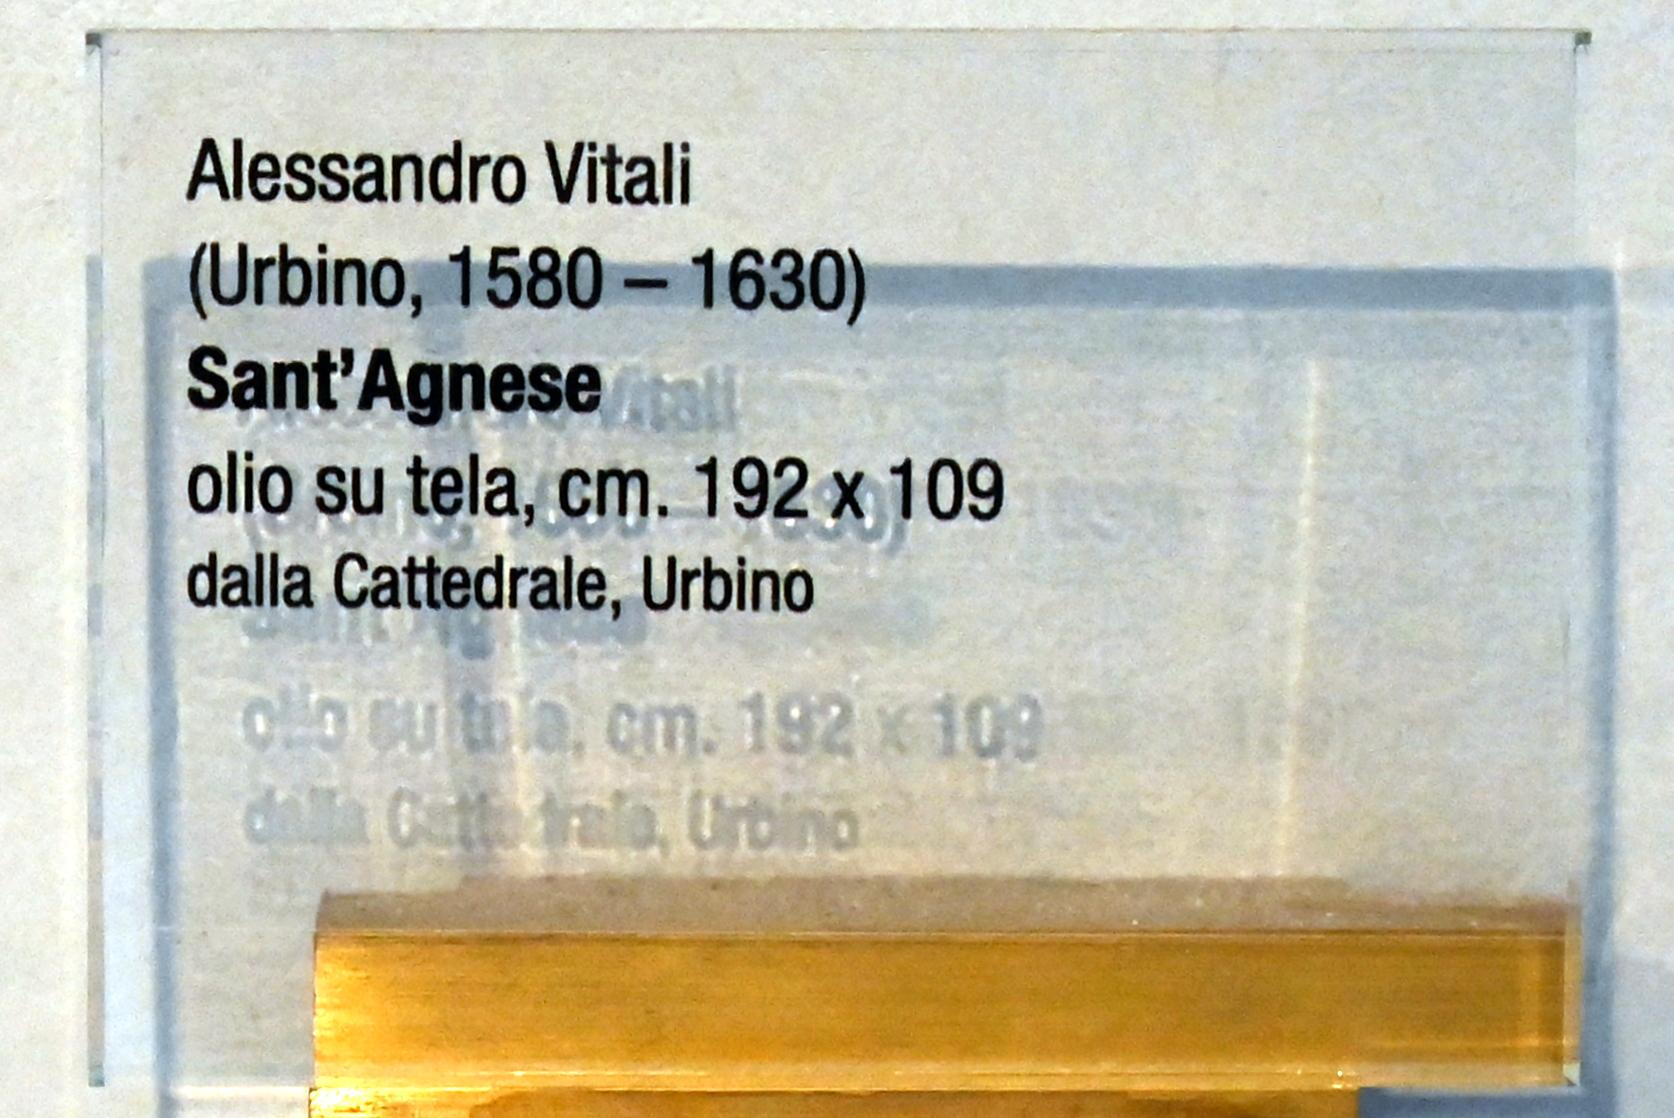 Alessandro Vitali
(Urbino, 1580 – 1630)
Sant’Agnese
olio su tela, cm. 192 x 109
dalla Cattedrale, Urbino